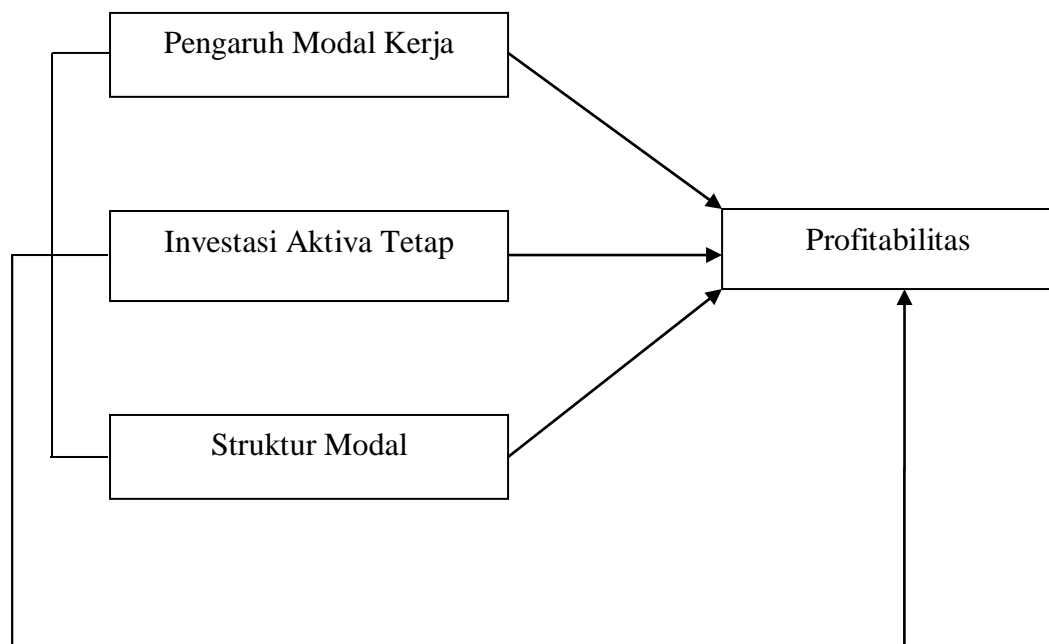 Pengaruh Modal Kerja
Investasi Aktiva Tetap
Profitabilitas
Struktur Modal